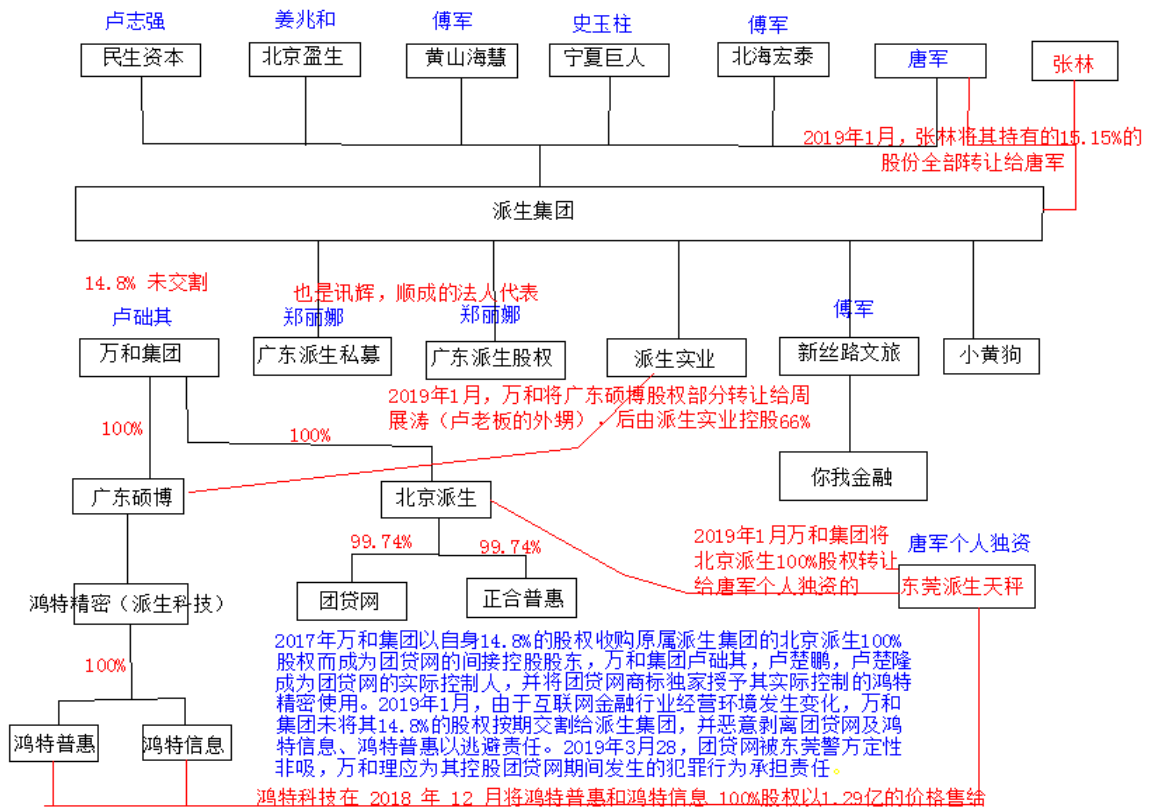 卢志强
姜兆和
傅军
史玉柱
傅军
民生资本
北京盈生
黄山海慧
宁夏巨人
北海宏泰
唐军
张林
2019年1月，张林将其持有的15.15%的
股份全部转让给唐军
派生集团
14.8% 未交割
也是讯辉，顺成的法人代表
卢础其
郑丽娜
郑丽娜
傅军
万和集团
广东派生私募
广东派生股权
派生实业
新丝路文旅
小黄狗
2019年1月，万和将广东硕博股权部分转让给周
展涛（卢老板的外甥），后由派生实业控股66%
100%
100%
广东硕博
北京派生
你我金融
99.74%
99.74%
2019年1月万和集团将
北京派生100%股权转让
给唐军个人独资的
唐军个人独资
东莞派生天秤
鸿特精密（派生科技）
团贷网
正合普惠
2017年万和集团以自身14.8%的股权收购原属派生集团的北京派生100%
股权而成为团贷网的间接控股股东，万和集团卢础其，卢楚鹏，卢楚隆
成为团贷网的实际控制人，并将团贷网商标独家授予其实际控制的鸿特
精密使用。2019年1月，由于互联网金融行业经营环境发生变化，万和
集团未将其14.8%的股权按期交割给派生集团，并恶意剥离团贷网及鸿
特信息、鸿特普惠以逃避责任。2019年3月28，团贷网被东莞警方定性
非吸，万和理应为其控股团贷网期间发生的犯罪行为承担责任。
100%
鸿特普惠
鸿特信息
鸿特科技在 2018 年 12 月将鸿特普惠和鸿特信息 100%股权以1.29亿的价格售给